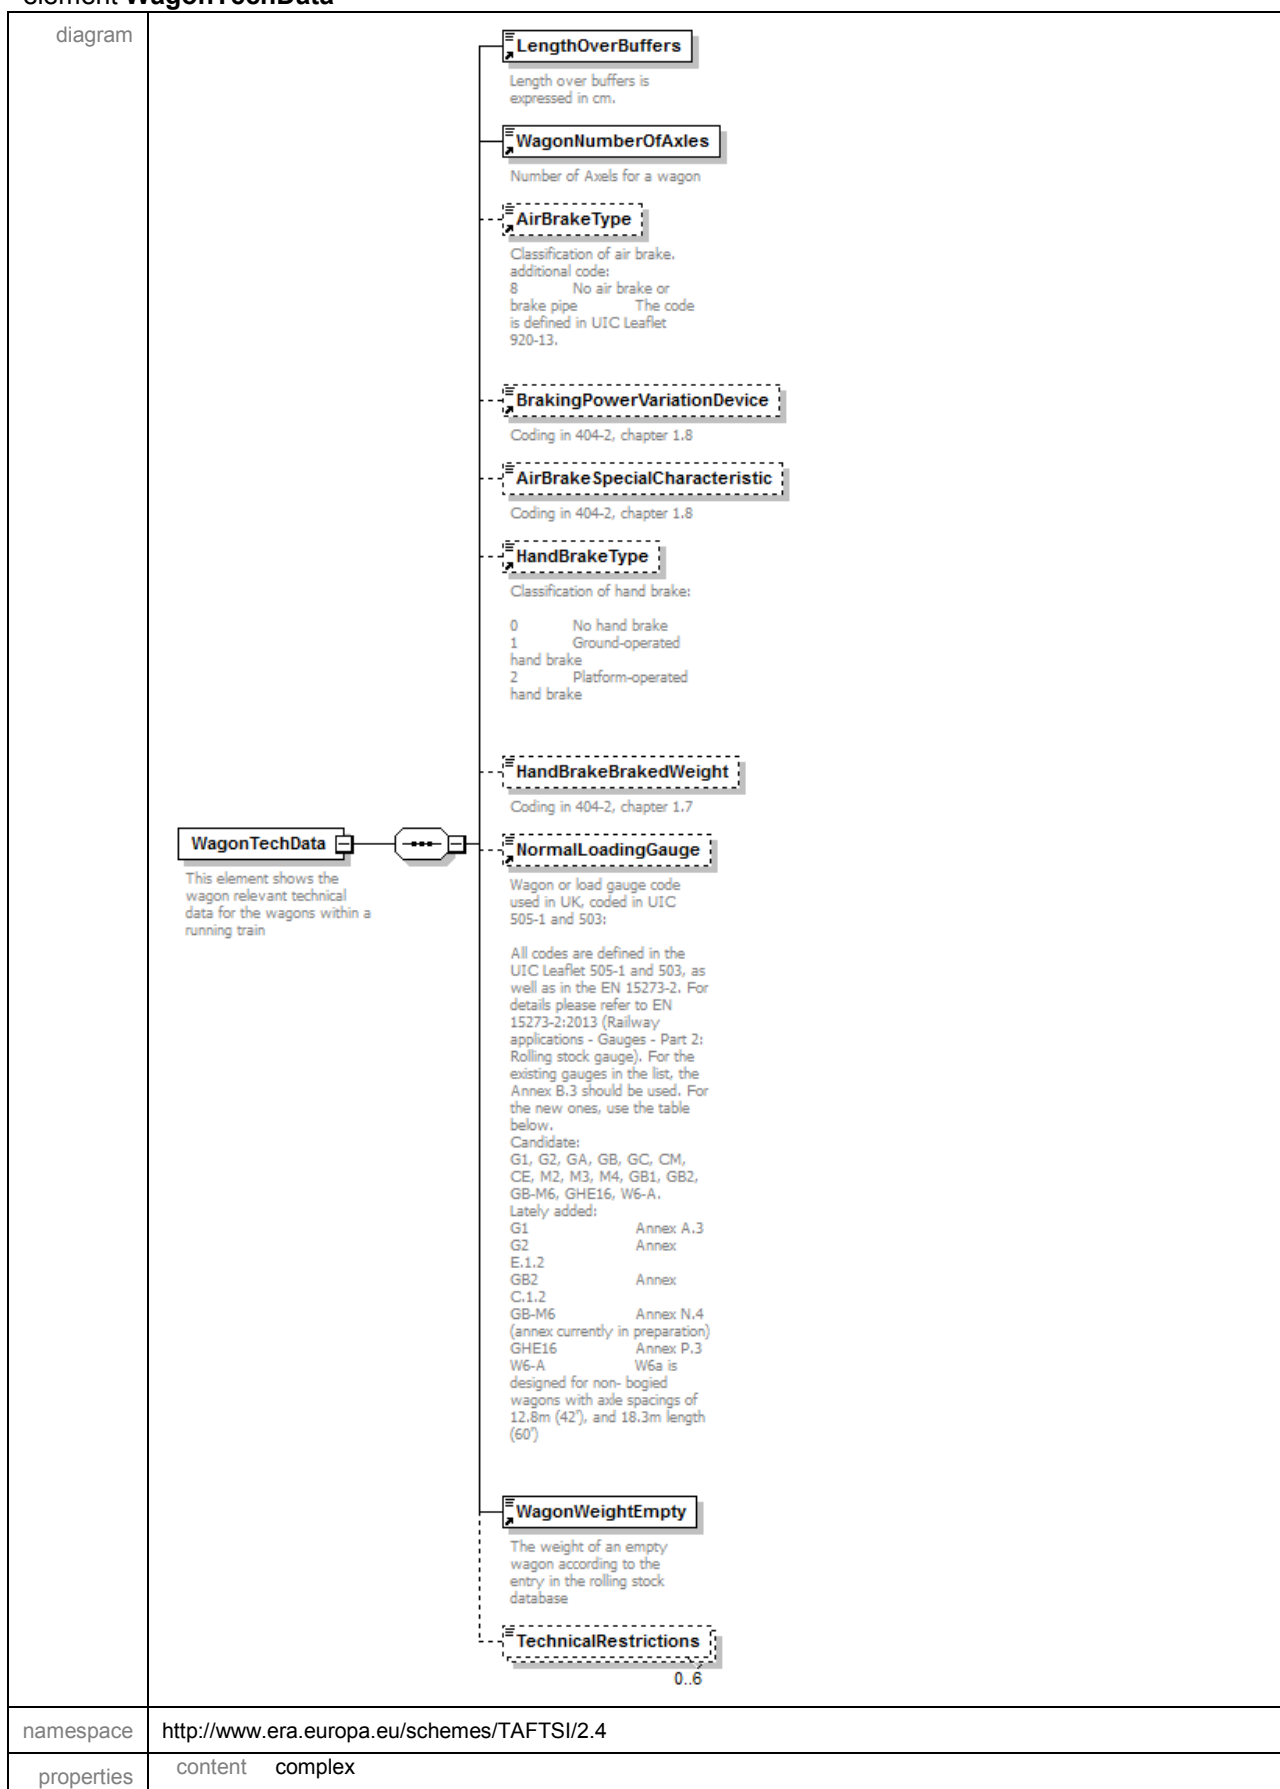 element WagonTechData
diagram
LengthOverBuffers
Length over buffers is
expressed in cm.
WagonNumberOfAxles
Number of Axels for a wagon
AirBrakeType
Classification of air brake.
additional code:
8 No air brake or
brake pipe The code
is defined in UIC Leaflet
920-13.
BrakingPowerVariationDevice
Coding in 404-2, chapter 1.8
AirBrakeSpecialCharacteristic
Coding in 404-2, chapter 1.8
HandBrakeType
Classification of hand brake:
0 No hand brake
1 Ground-operated
hand brake
2 Platform-operated
hand brake
HandBrakeBrakedWeight
Coding in 404-2, chapter 1.7
WagonTechData
This element shows the
wagon relevant technical
data for the wagons within a
running train
NormalLoadingGauge
Wagon or load gauge code
used in UK, coded in UIC
505-1 and 503:
All codes are defined in the
UIC Leaflet 505-1 and 503, as
well as in the EN 15273-2. For
details please refer to EN
15273-2:2013 (Railway
applications - Gauges - Part 2:
Rolling stock gauge). For the
existing gauges in the list, the
Annex B.3 should be used. For
the new ones, use the table
below.
Candidate:
G1, G2, GA, GB, GC, CM,
CE, M2, M3, M4, GB1, GB2,
GB-M6, GHE16, W6-A.
Lately added:
G1 Annex A.3
G2 Annex
E.1.2
GB2 Annex
C.1.2
GB-M6 Annex N.4
(annex currently in preparation)
GHE16 Annex P.3
W6-A W6a is
designed for non- bogied
wagons with axle spacings of
12.8m (42'), and 18.3m length
(60')
WagonWeightEmpty
The weight of an empty
wagon according to the
entry in the rolling stock
database
TechnicalRestrictions
0..6
namespace http://www.era.europa.eu/schemes/TAFTSI/2.4
properties content complex